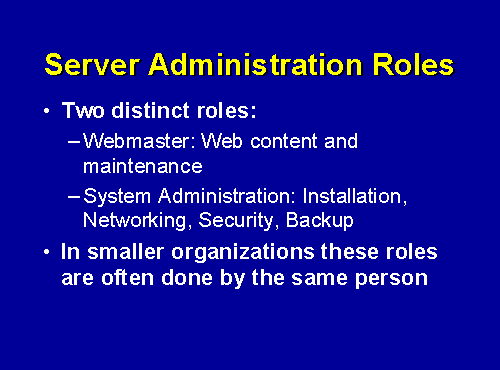 Server Administration Roles
• Two distinct roles:
–Webmaster: Web content and
maintenance
–System Administration: Installation,
Networking, Security, Backup
• In smaller organizations these roles
are often done by the same person